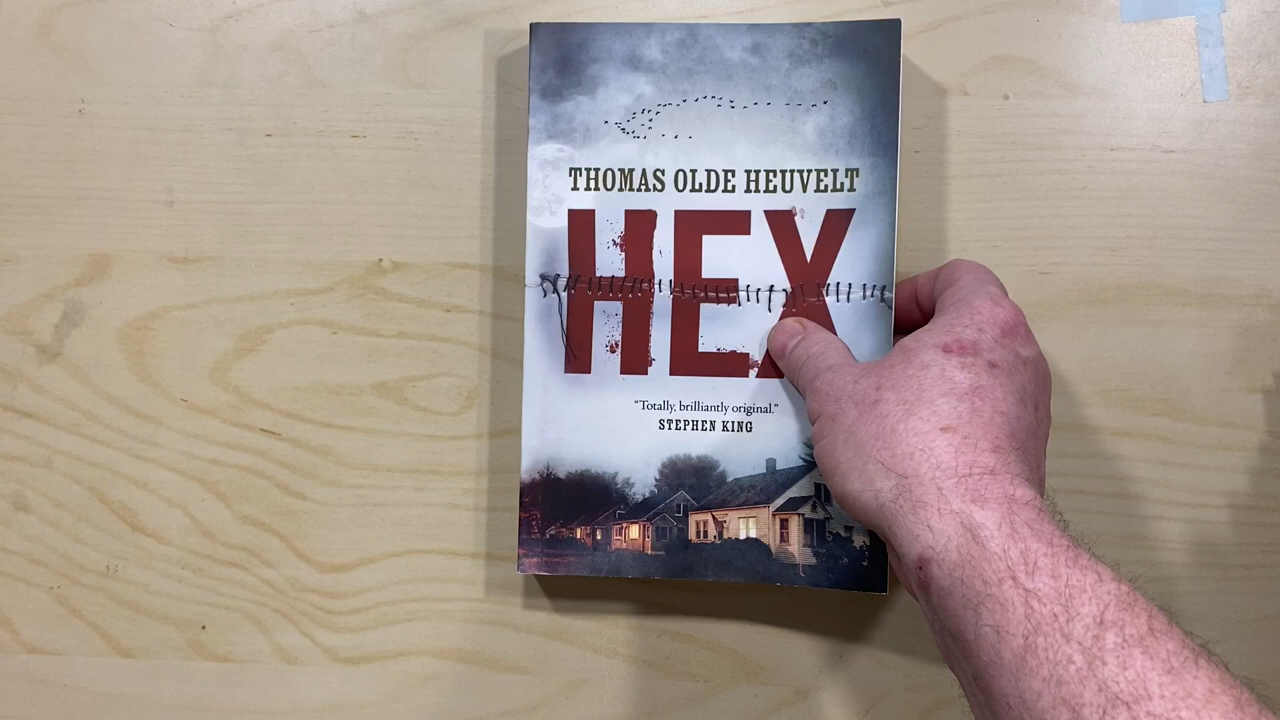 THOMAS OLDE HEUVELT
HEX
“Totally, brilliantly original.”
STEPHEN KING